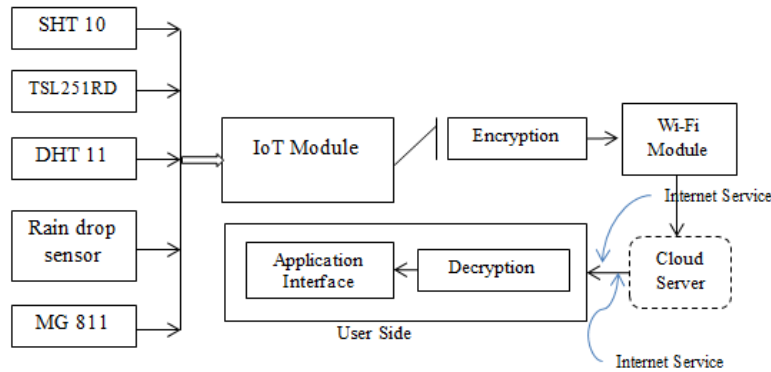 SHT 10
TSL251RD
DHT 11
Rain drop
sensor
MG 811
IoT Module
Encryption
Wi-Fi
Module
Internet Service
Cloud
Server
Decryption
Application
Interface
User Side
Internet Service